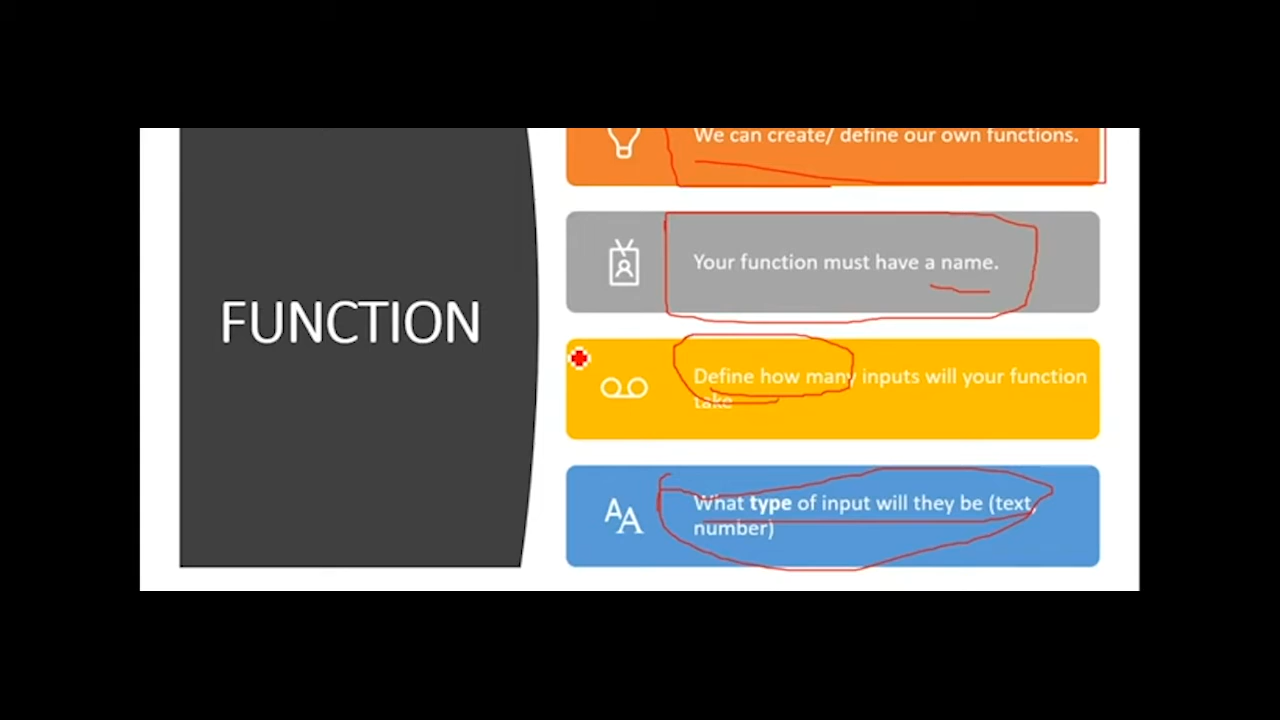 FUNCTION
We can create/ define our own functions.
Your function must have a name.
Define how many inputs will your function
take
What type of input will they be (text,
number)